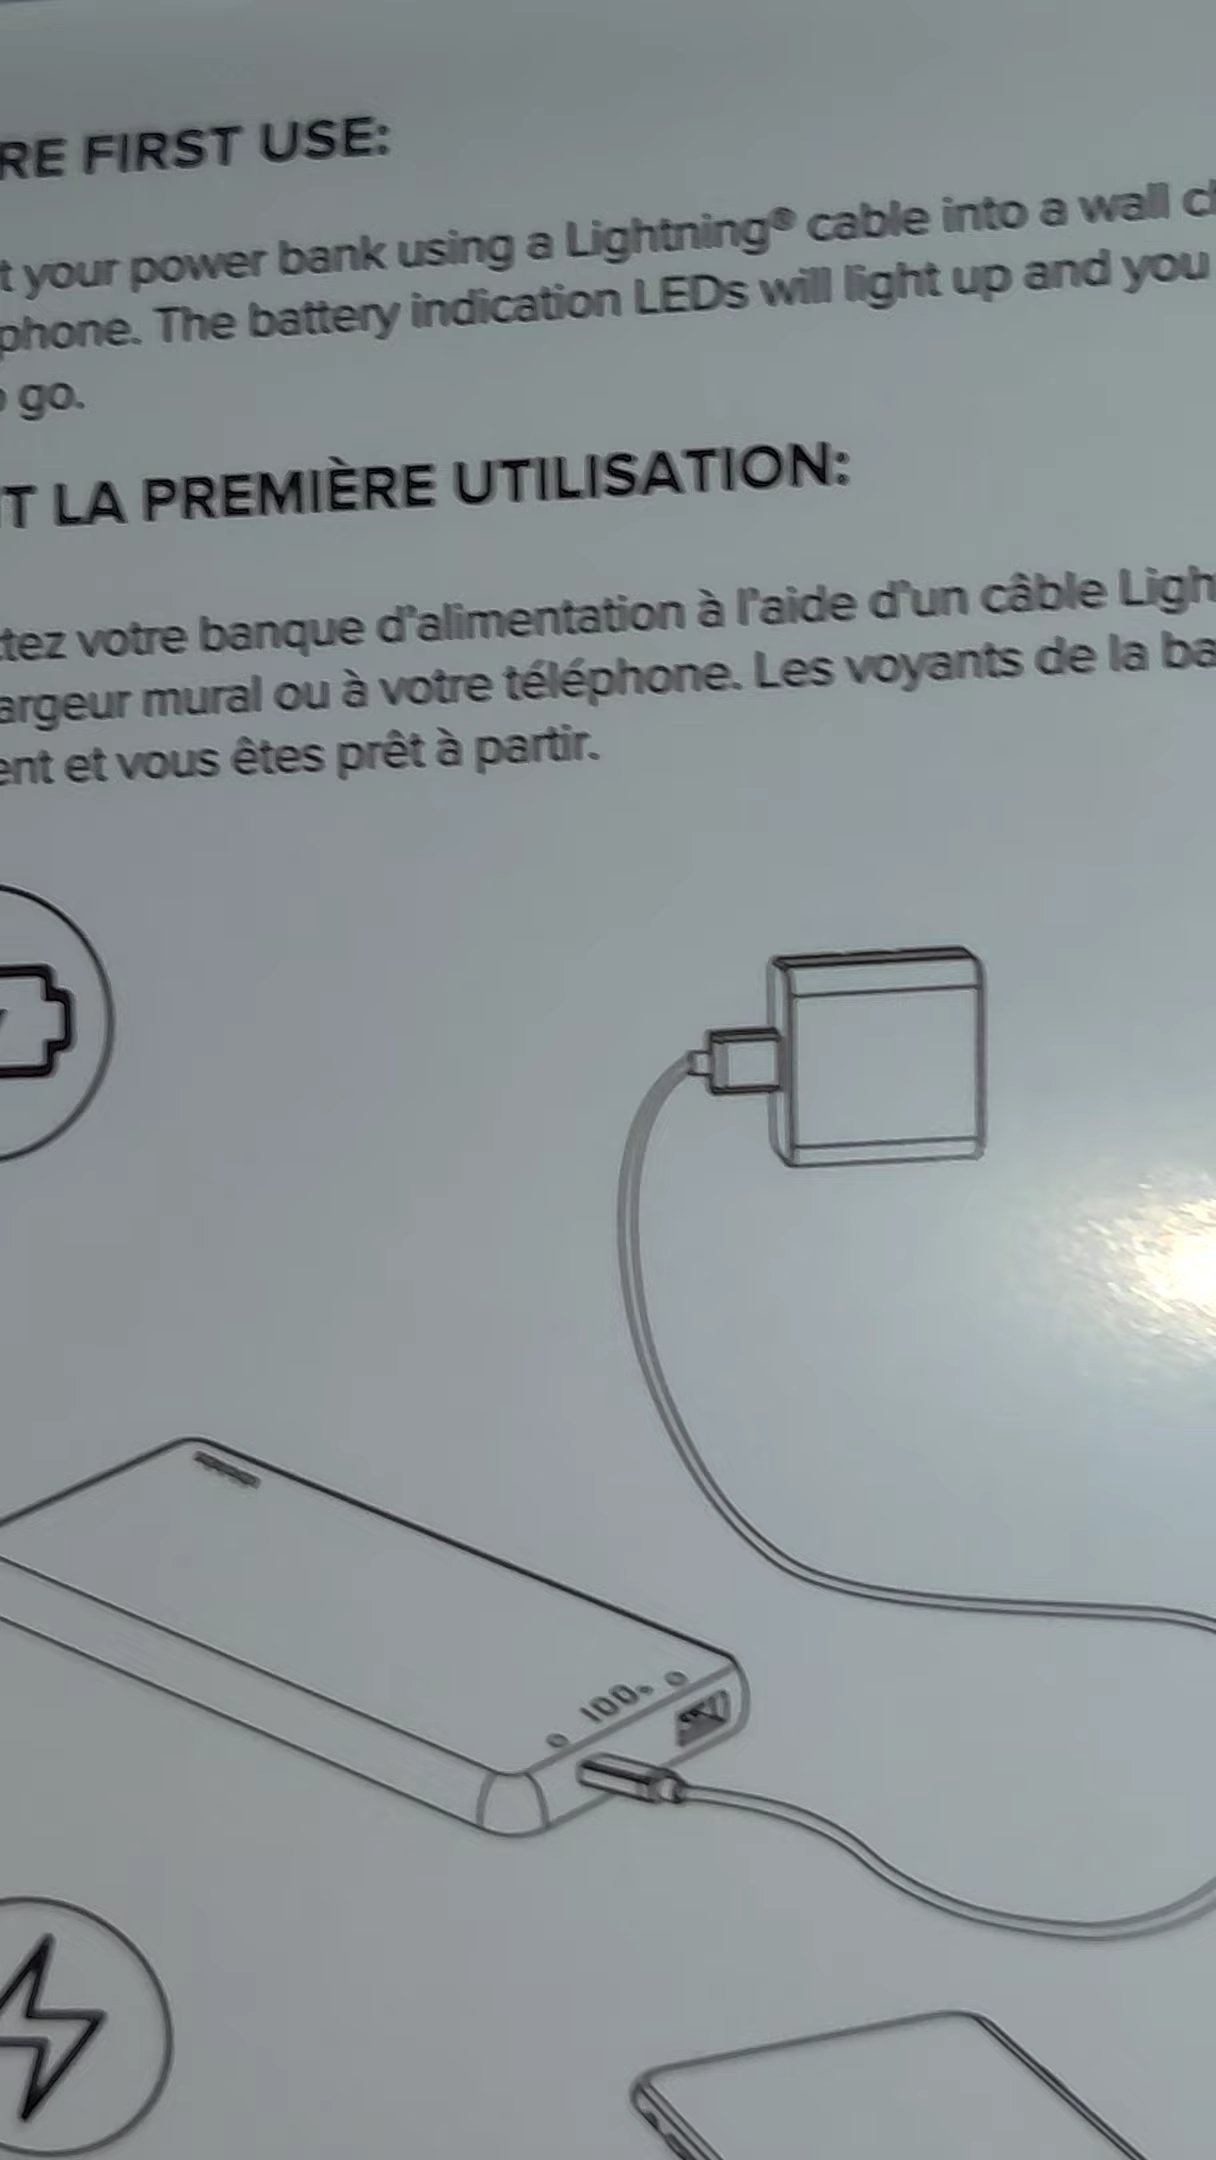 RE FIRST USE:
t your power bank using a Lightning® cable into a wall ch
phone. The battery indication LEDs will light up and you
go.
T LA PREMIÈRE UTILISATION:
tez votre banque d'alimentation à l'aide d'un câble Ligh
argeur mural ou à votre téléphone. Les voyants de la ba
ent et vous êtes prêt à partir.
100%